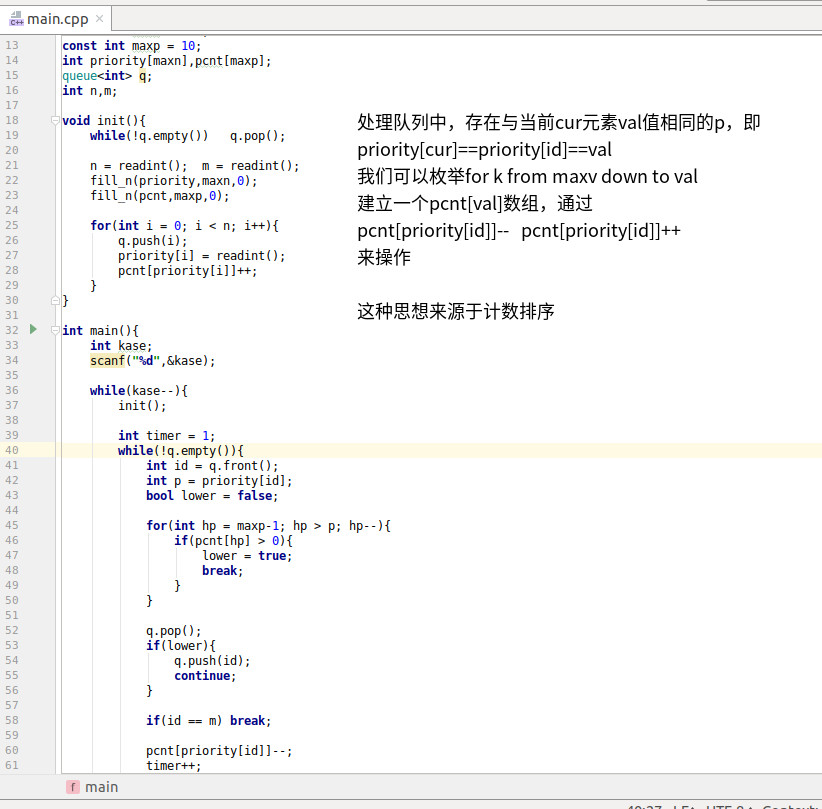 main.cpp
13 const int maxp = 10;
14 int priority[maxn],pcnt[maxp];
15 queue<int> q;
16 int n,m;
17
18 void init(){
19 while(!q.empty()) q.pop();
20
21 n = readint(); m = readint();
22 fill_n(priority,maxn,0);
23 fill_n(pcnt,maxp,0);
24
25 for(int i = 0; i < n; i++){
26 q.push(i);
27 priority[i] = readint();
28 pcnt[priority[i]]++;
29 }
30 }
31
32 int main(){
33 int kase;
34 scanf("%d",&kase);
35
36 while(kase--){
37 init();
38
39 int timer = 1;
40 while(!q.empty()){
41 int id = q.front();
42 int p = priority[id];
43 bool lower = false;
44
45 for(int hp = maxp-1; hp > p; hp--){
46 if(pcnt[hp] > 0){
47 lower = true;
48 break;
49 }
50 }
51
52 q.pop();
53 if(lower){
54 q.push(id);
55 continue;
56 }
57
58 if(id == m) break;
59
60 pcnt[priority[id]]--;
61 timer++;
处理队列中，存在与当前cur元素val值相同的p，即
priority[cur]==priority[id]==val
我们可以枚举for k from maxv down to val
建立一个pcnt[val]数组，通过
pcnt[priority[id]]-- pcnt[priority[id]]++
来操作
这种思想来源于计数排序
f main